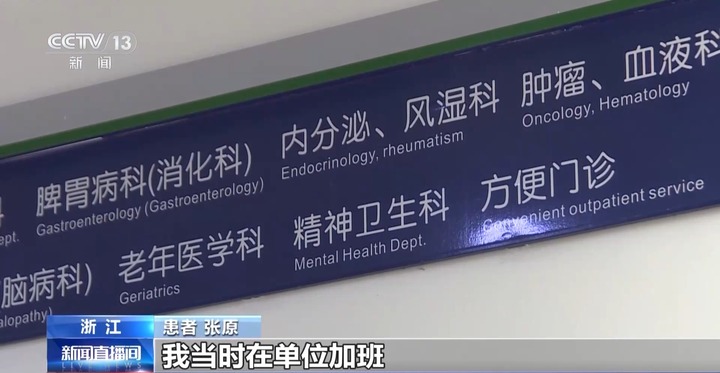 CCTV 13
新闻
脾胃病科(消化科)
Gastroenterology (Gastroenterology)
内分泌、风湿科
Endocrinology, rheumatism
肿瘤、血液科
Oncology, Hematology
ept.
脑病科)
alopathy)
老年医学科
Geriatrics
精神卫生科
Mental Health Dept.
方便门诊
Convenient outpatient service
浙江
患者 张原
新闻直播间
我当时在单位加班